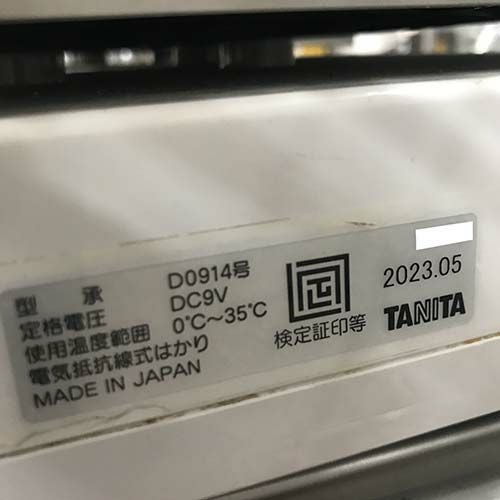 型 承 D0914号
定格電圧 DC9V
使用温度範囲 0℃～35℃
電気抵抗線式はかり
MADE IN JAPAN
検定証印等
2023.05
TANITA